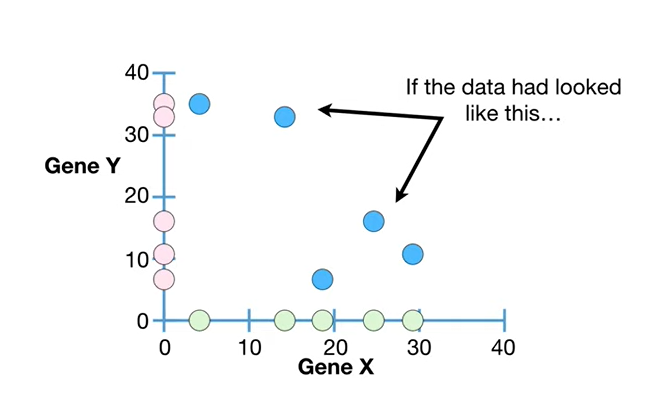 40
If the data had looked
like this…
30
Gene Y
20
10
0
0 10 20 30 40
Gene X